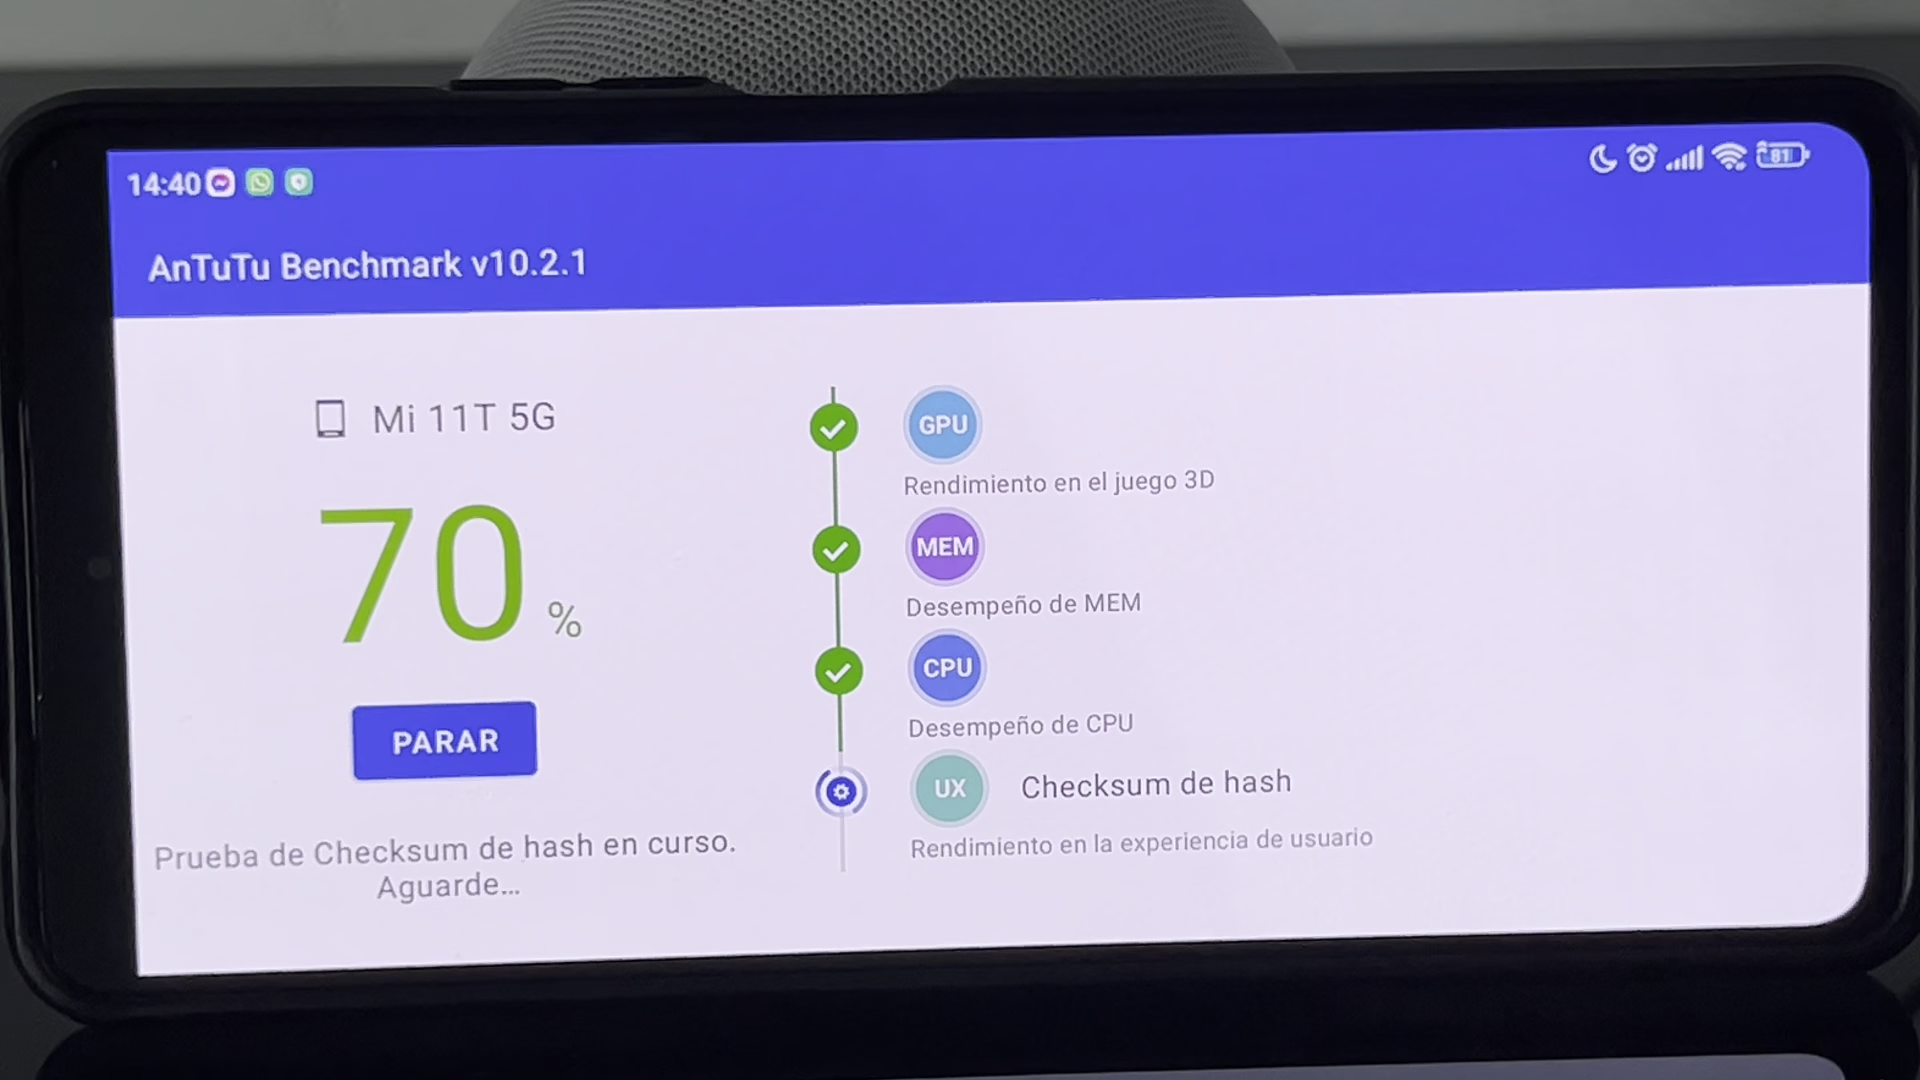 14:40
81
AnTuTu Benchmark v10.2.1
Mi 11T 5G
70 %
PARAR
Prueba de Checksum de hash en curso.
Aguarde...
GPU
Rendimiento en el juego 3D
MEM
Desempeño de MEM
CPU
Desempeño de CPU
UX Checksum de hash
Rendimiento en la experiencia de usuario